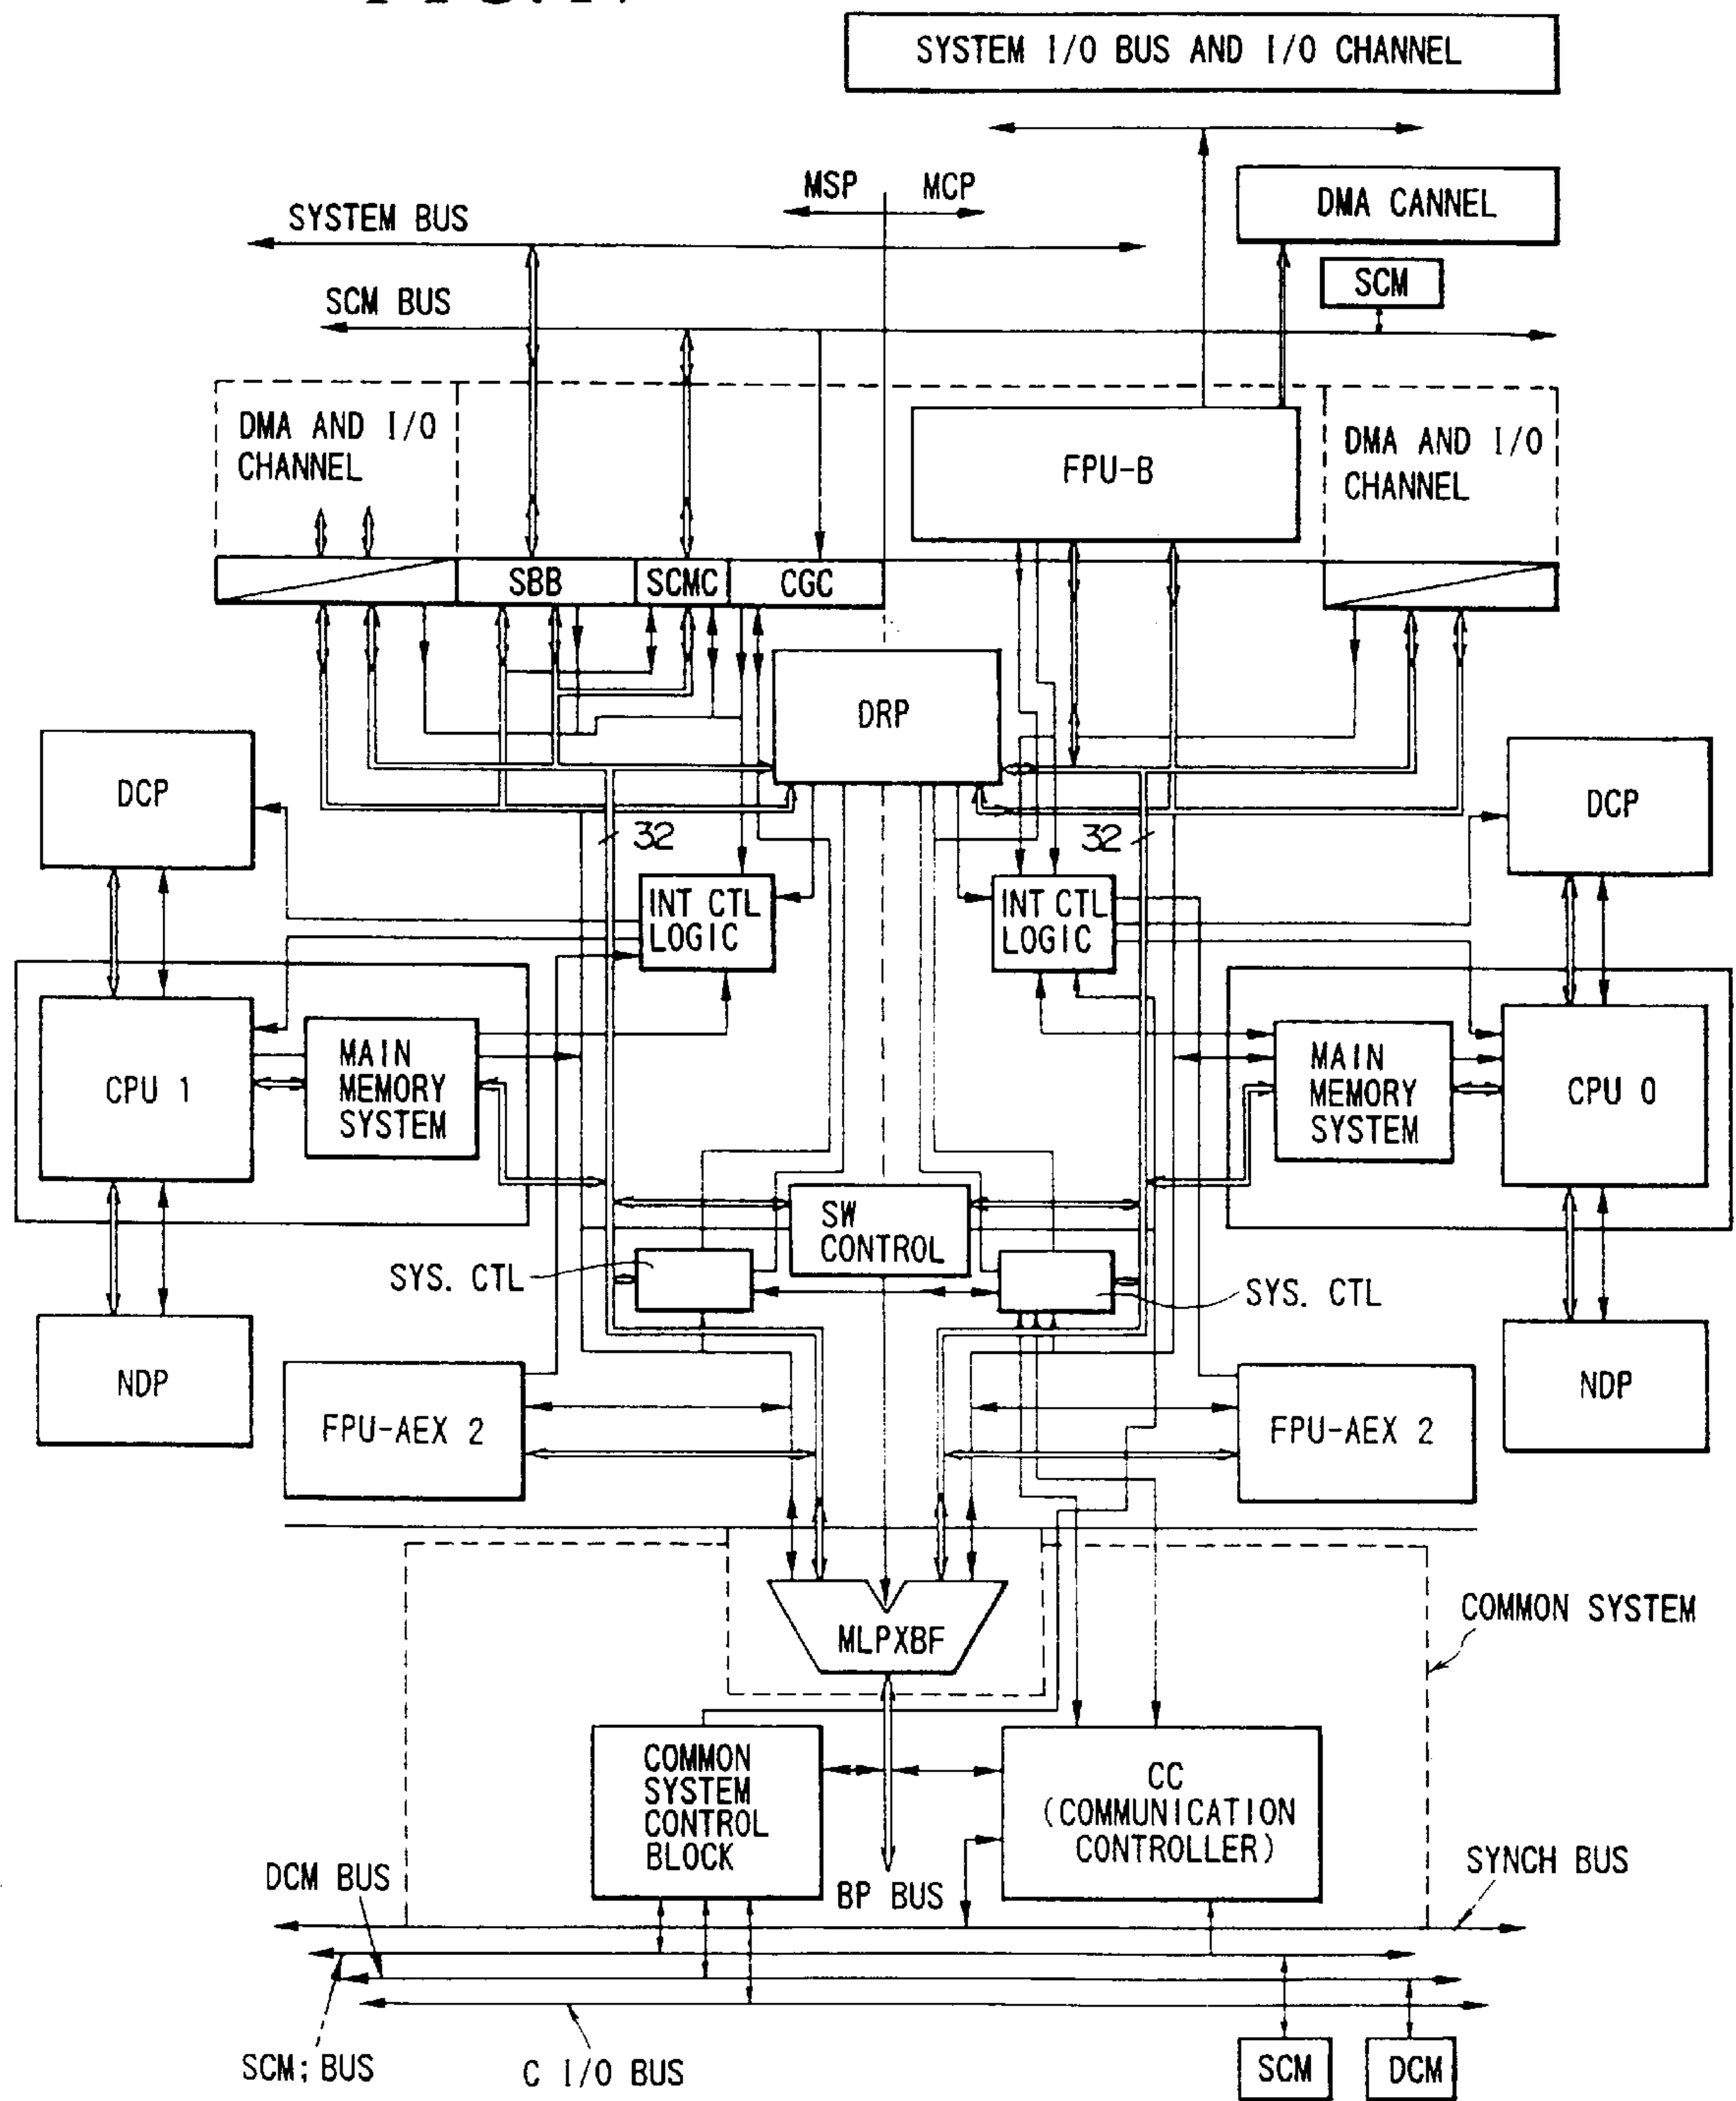 SYSTEM I/O BUS AND I/O CHANNEL
MSP
MCP
DMA CANNEL
SYSTEM BUS
SCM
SCM BUS
DMA AND I/O
CHANNEL
FPU-B
DMA AND I/O
CHANNEL
SBB
SCMC
CGC
DRP
DCP
DCP
32
32
INT CTL
LOGIC
INT CTL
LOGIC
CPU 1
MAIN
MEMORY
SYSTEM
MAIN
MEMORY
SYSTEM
CPU 0
SW
CONTROL
SYS. CTL
SYS. CTL
NDP
FPU-AEX 2
FPU-AEX 2
NDP
COMMON SYSTEM
MLPXBF
COMMON
SYSTEM
CONTROL
BLOCK
CC
(COMMUNICATION
CONTROLLER)
DCM BUS
BP BUS
SYNCH BUS
SCM; BUS
C I/O BUS
SCM
DCM